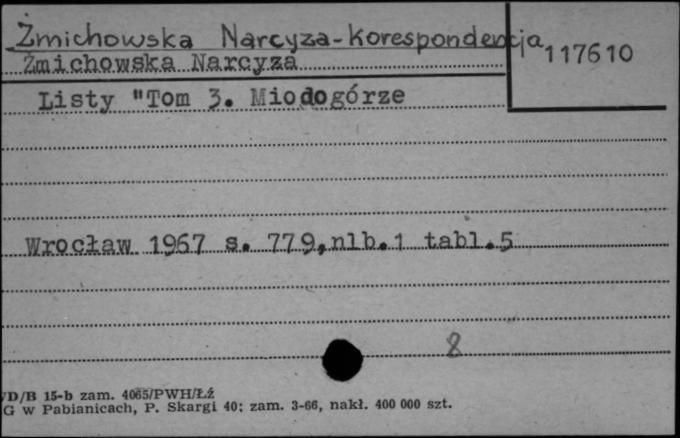 Żmichowska Narcyza-Korespondencja
117610
Żmichowska Narcyza
Listy "Tom 3. Miodogórze
Wrocław 1967 s. 779,nlb.1 tabl.5
8
/D/B 15-b zam. 4065/PWH/Łź
G w Pabianicach, P. Skargi 40; zam. 3-66, nakł. 400 000 szt.